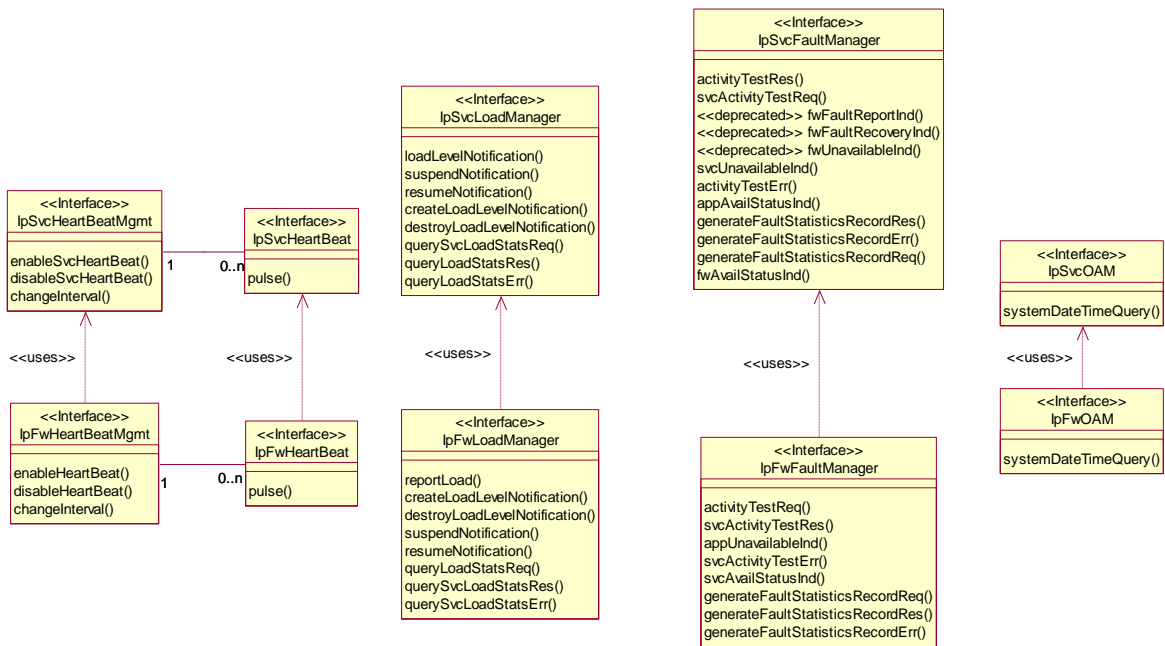 <<Interface>>
IpSvcHeartBeatMgmt
enableSvcHeartBeat()
disableSvcHeartBeat()
changeInterval()
1
0..n
<<Interface>>
IpSvcHeartBeat
pulse()
<<uses>>
<<uses>>
<<Interface>>
IpFwHeartBeatMgmt
enableHeartBeat()
disableHeartBeat()
changeInterval()
1
0..n
<<Interface>>
IpFwHeartBeat
pulse()
<<Interface>>
IpSvcLoadManager
loadLevelNotification()
suspendNotification()
resumeNotification()
createLoadLevelNotification()
destroyLoadLevelNotification()
querySvcLoadStatsReq()
queryLoadStatsRes()
queryLoadStatsErr()
<<uses>>
<<Interface>>
IpFwLoadManager
reportLoad()
createLoadLevelNotification()
destroyLoadLevelNotification()
suspendNotification()
resumeNotification()
queryLoadStatsReq()
querySvcLoadStatsRes()
querySvcLoadStatsErr()
<<Interface>>
IpSvcFaultManager
activityTestRes()
svcActivityTestReq()
<<deprecated>> fwFaultReportInd()
<<deprecated>> fwFaultRecoveryInd()
<<deprecated>> fwUnavailableInd()
svcUnavailableInd()
activityTestErr()
appAvailStatusInd()
generateFaultStatisticsRecordRes()
generateFaultStatisticsRecordErr()
generateFaultStatisticsRecordReq()
fwAvailStatusInd()
<<uses>>
<<Interface>>
IpFwFaultManager
activityTestReq()
svcActivityTestRes()
appUnavailableInd()
svcActivityTestErr()
svcAvailStatusInd()
generateFaultStatisticsRecordReq()
generateFaultStatisticsRecordRes()
generateFaultStatisticsRecordErr()
<<Interface>>
IpSvcOAM
systemDateTimeQuery()
<<uses>>
<<Interface>>
IpFwOAM
systemDateTimeQuery()